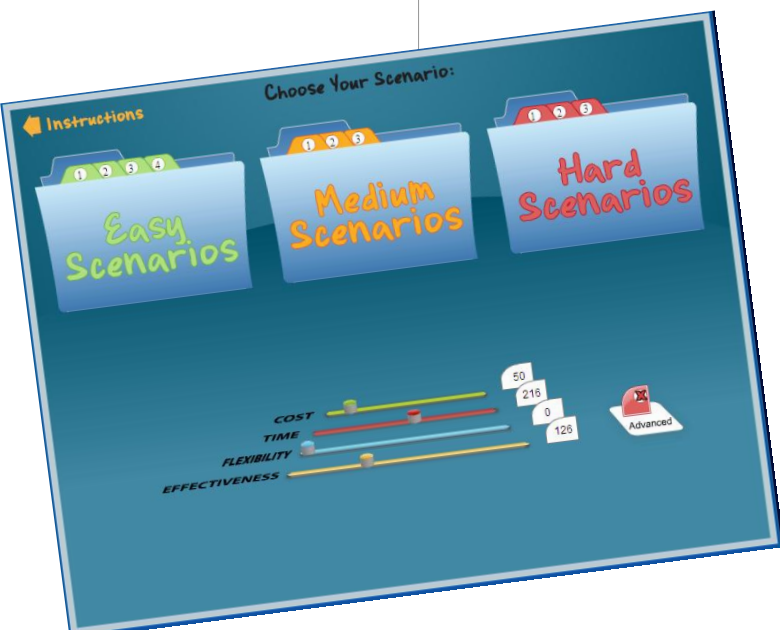 Choose Your Scenario:
Instructions
1 2 3 4
Easy
Scenarios
1 2 3
Medium
Scenarios
1 2 3
Hard
Scenarios
COST 50
TIME 216
FLEXIBILITY 0
EFFECTIVENESS 126
X
Advanced